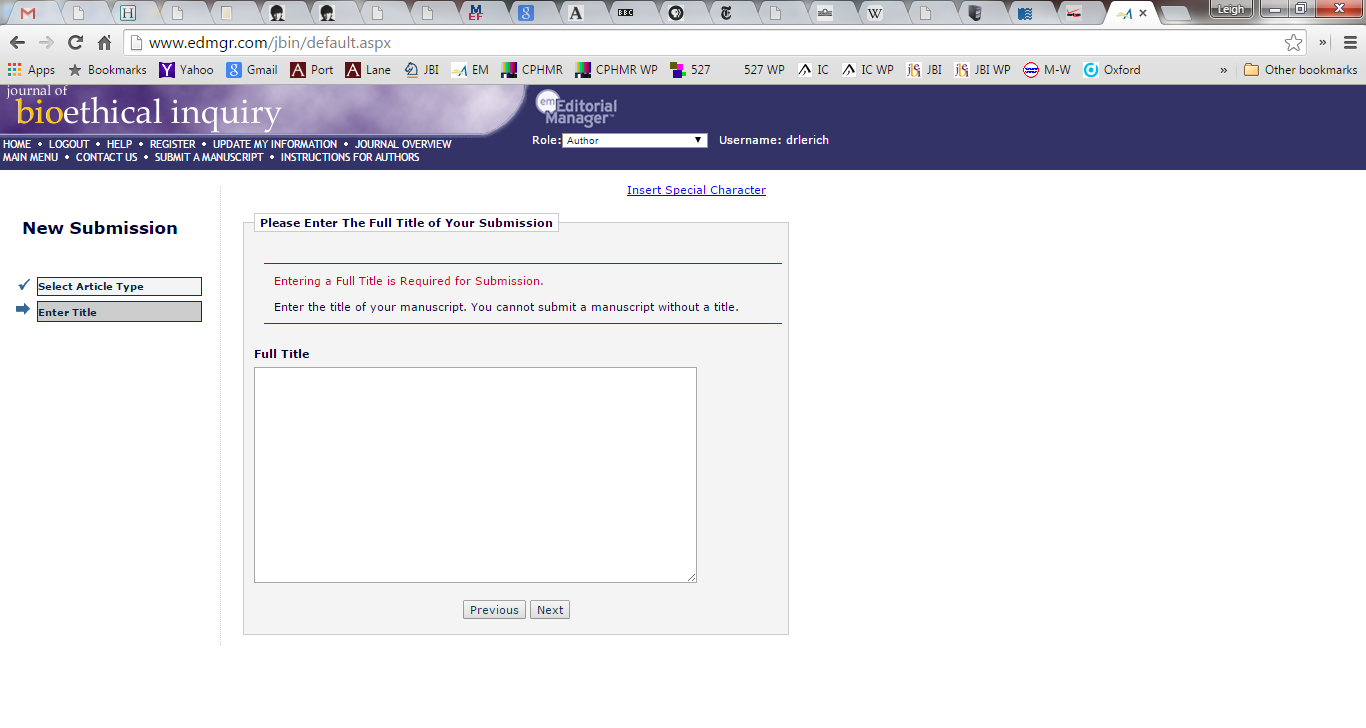 M H M EF 8 A BBC T W Leigh
www.edmgr.com/jbin/default.aspx »
Apps Bookmarks Yahoo Gmail Port Lane JBI EM CPHMR CPHMR WP 527 527 WP IC IC WP JBI JBI WP M-W Oxford » Other bookmarks
journal of
bioethical inquiry
em Editorial
Manager™
HOME • LOGOUT • HELP • REGISTER • UPDATE MY INFORMATION • JOURNAL OVERVIEW
Role: Author Username: drlerich
MAIN MENU • CONTACT US • SUBMIT A MANUSCRIPT • INSTRUCTIONS FOR AUTHORS
Insert Special Character
New Submission
Select Article Type
Enter Title
Please Enter The Full Title of Your Submission
Entering a Full Title is Required for Submission.
Enter the title of your manuscript. You cannot submit a manuscript without a title.
Full Title
Previous Next